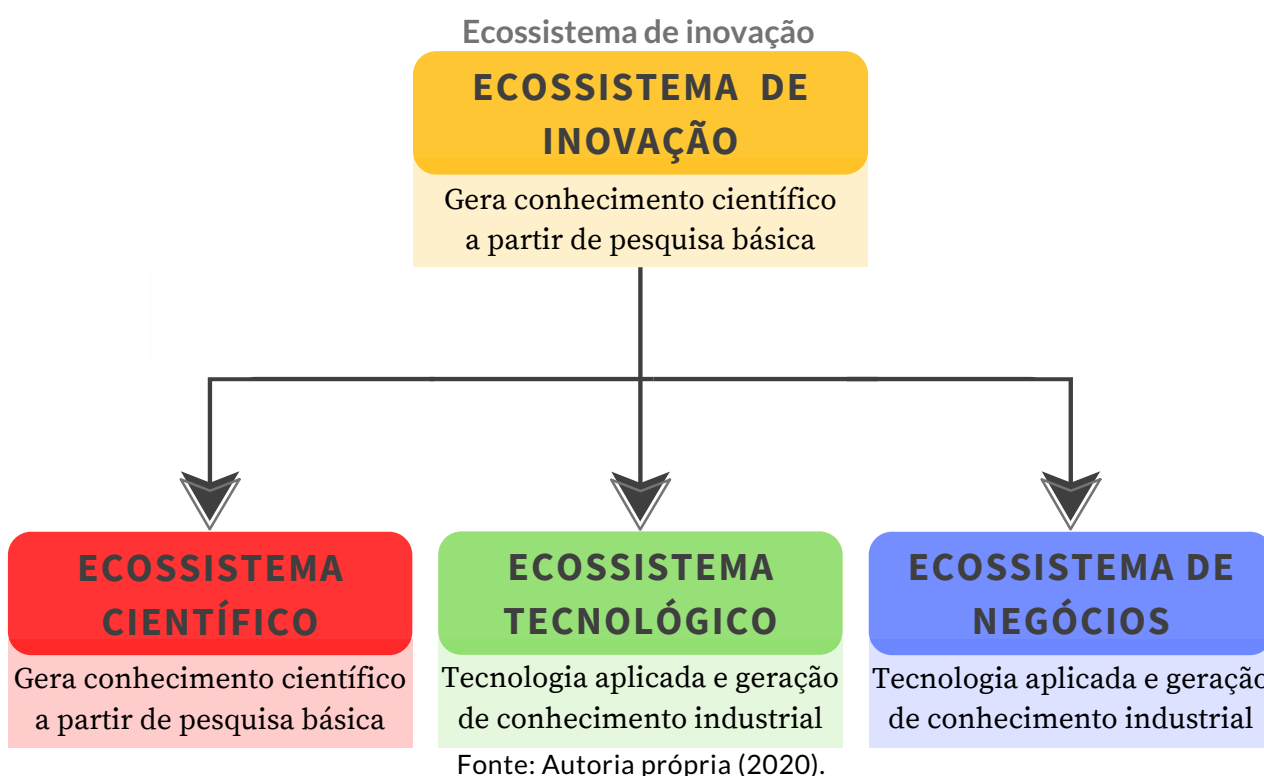 Ecossistema de inovação
ECOSSISTEMA DE
INOVAÇÃO
Gera conhecimento científico
a partir de pesquisa básica
ECOSSISTEMA
CIENTÍFICO
Gera conhecimento científico
a partir de pesquisa básica
ECOSSISTEMA
TECNOLÓGICO
Tecnologia aplicada e geração
de conhecimento industrial
ECOSSISTEMA DE
NEGÓCIOS
Tecnologia aplicada e geração
de conhecimento industrial
Fonte: Autoria própria (2020).